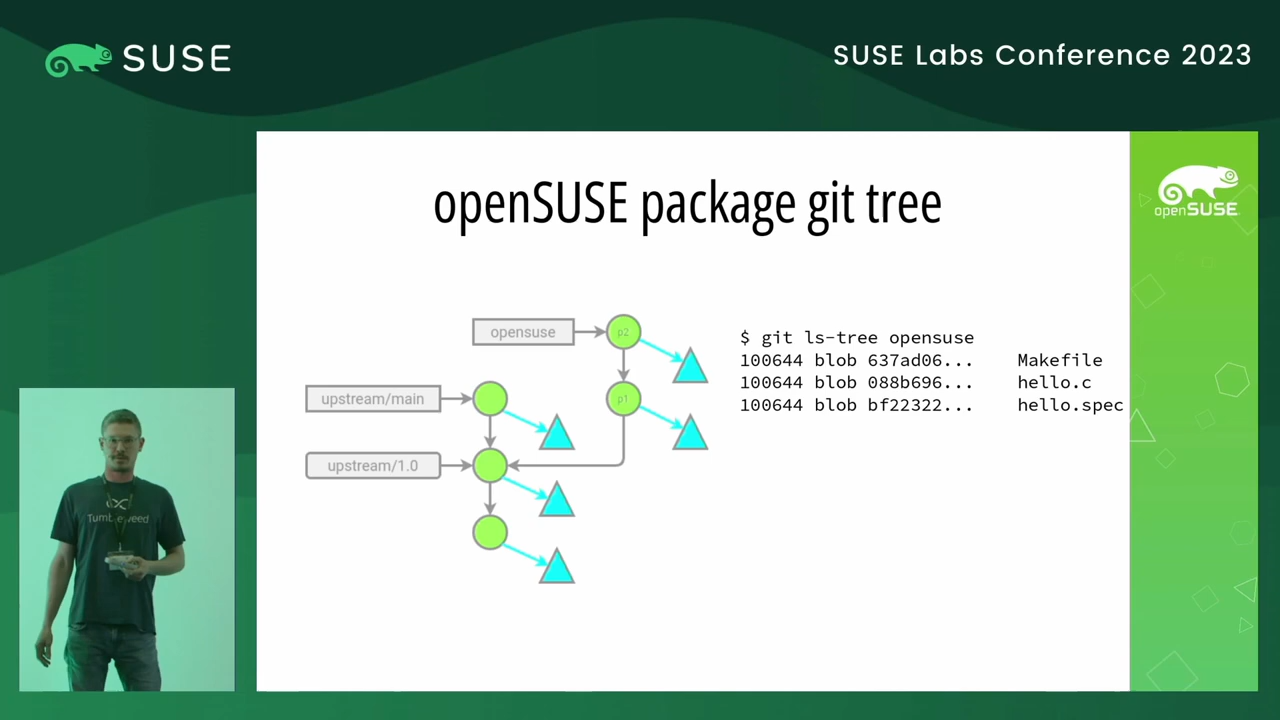 SUSE
SUSE Labs Conference 2023
openSUSE package git tree
openSUSE
opensuse
p2
upstream/main
p1
upstream/1.0
$ git ls-tree opensuse
100644 blob 637ad06... Makefile
100644 blob 088b696... hello.c
100644 blob bf22322... hello.spec
Tumbleweed